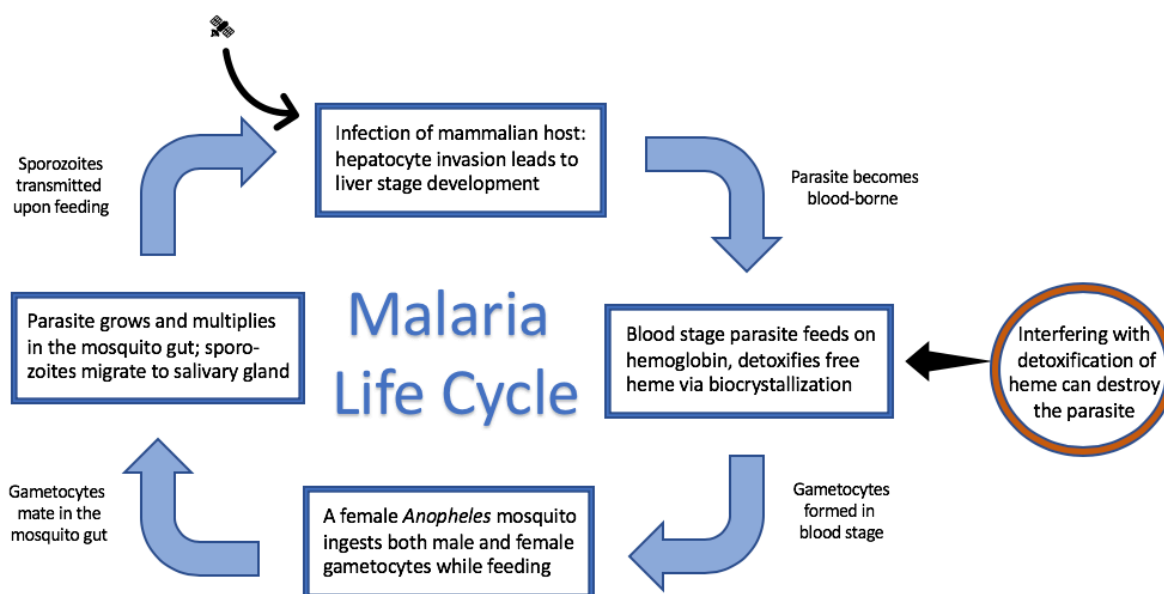 Infection of mammalian host:
hepatocyte invasion leads to
liver stage development
Sporozoites
transmitted
upon feeding
Parasite becomes
blood-borne
Malaria
Life Cycle
Parasite grows and multiplies
in the mosquito gut; sporo-
zoites migrate to salivary gland
Blood stage parasite feeds on
hemoglobin, detoxifies free
heme via biocrystallization
Interfering with
detoxification of
heme can destroy
the parasite
Gametocytes
mate in the
mosquito gut
A female Anopheles mosquito
ingests both male and female
gametocytes while feeding
Gametocytes
formed in
blood stage